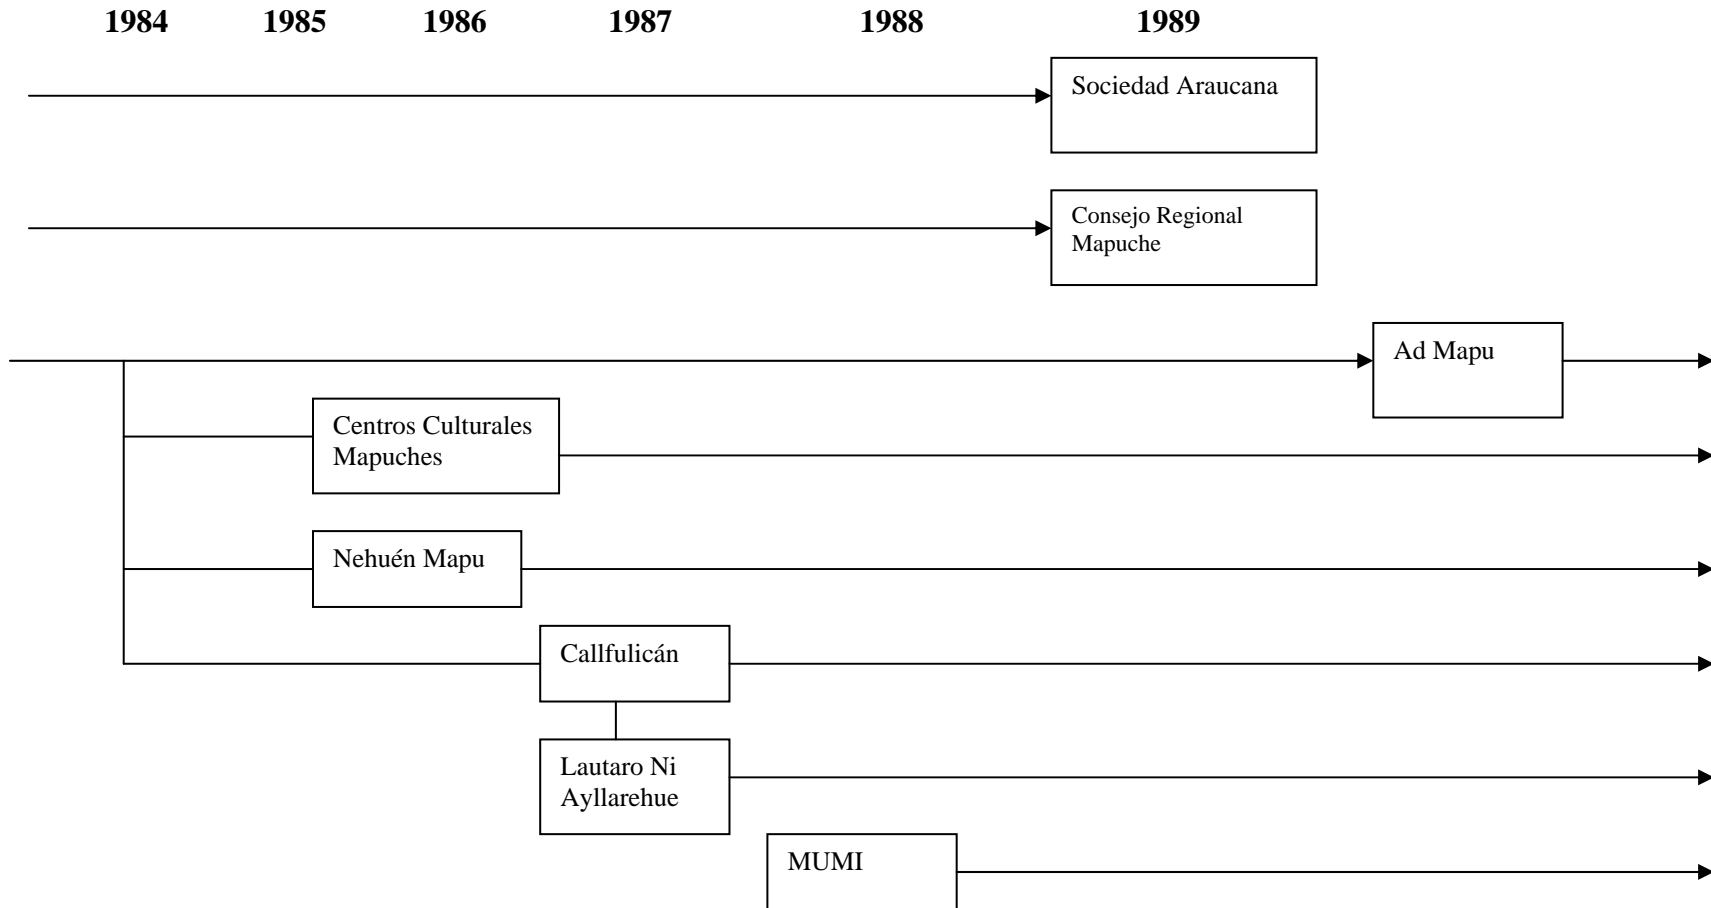 1984 1985 1986 1987 1988 1989
Sociedad Araucana
Consejo Regional
Mapuche
Ad Mapu
Centros Culturales
Mapuches
Nehuén Mapu
Callfulicán
Lautaro Ni
Ayllarehue
MUMI